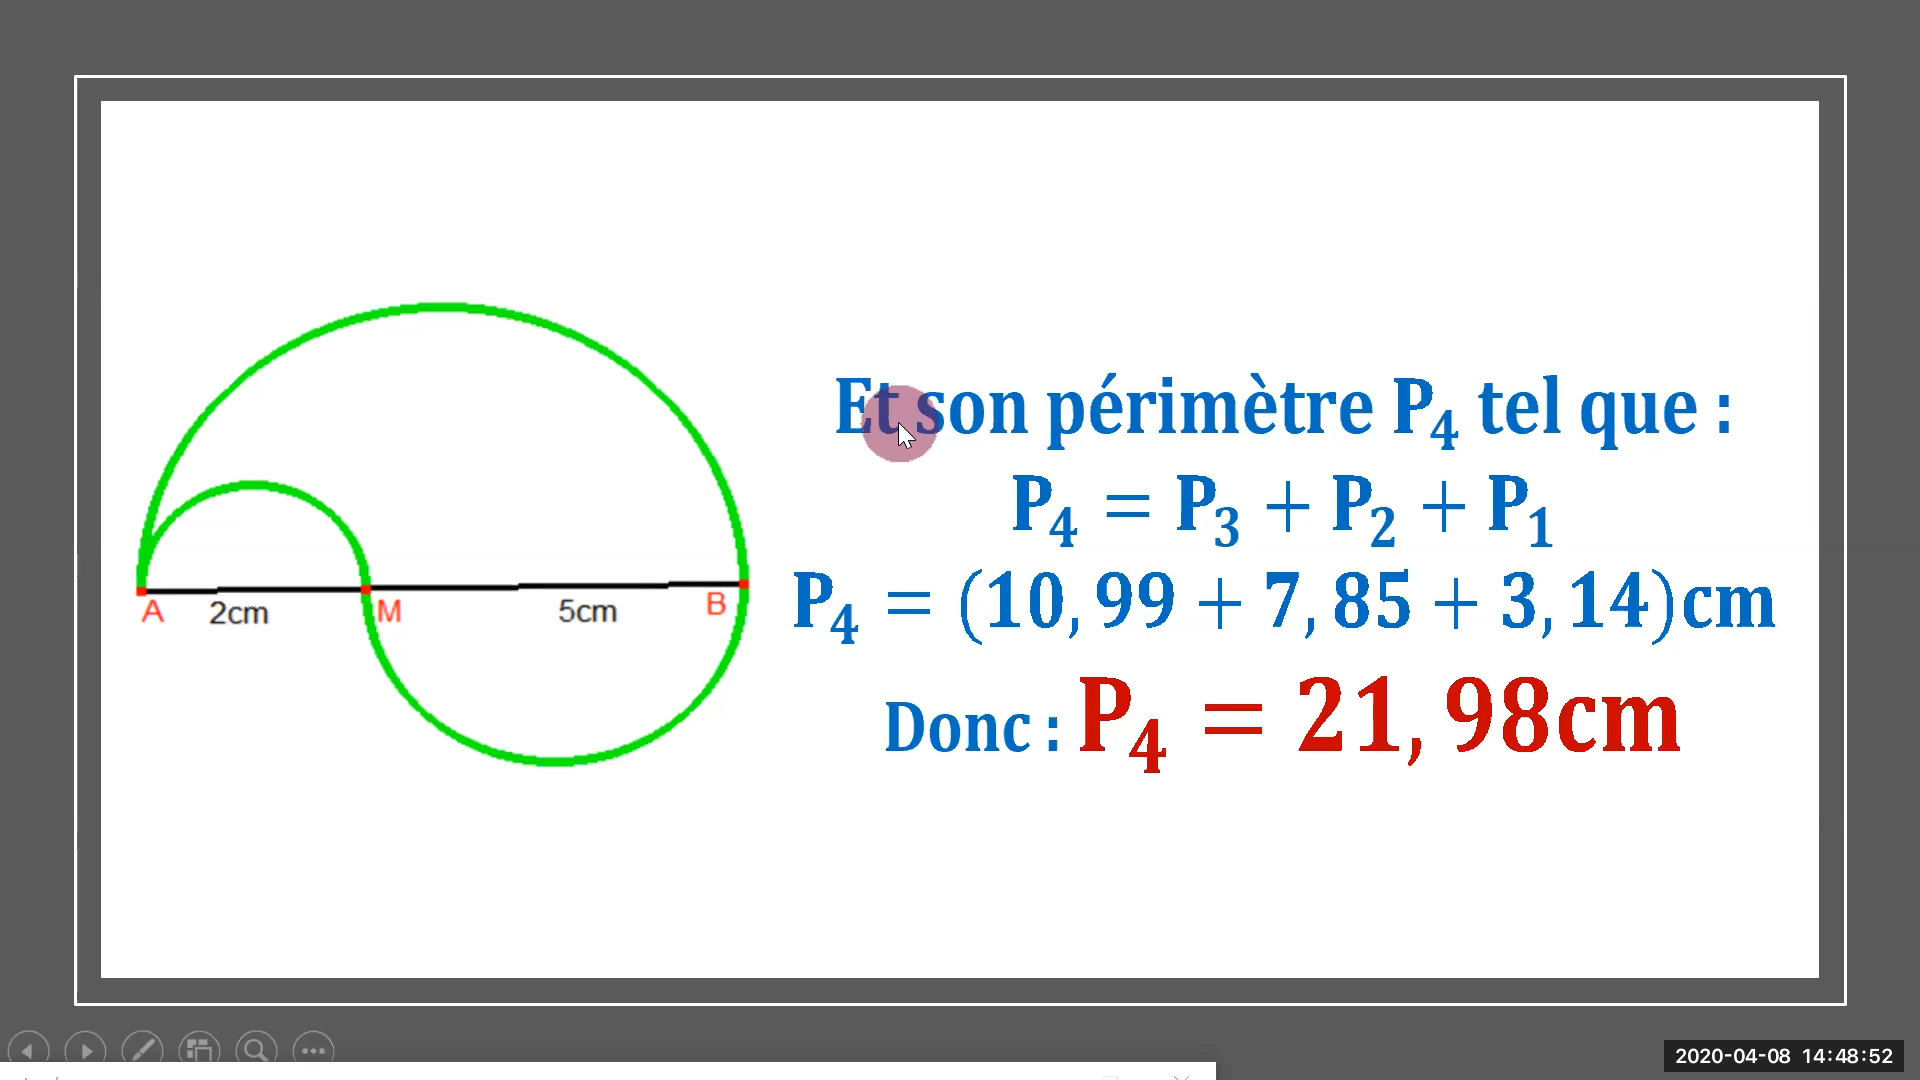 Et son périmètre P₄ tel que :
P₄ = P₃ + P₂ + P₁
P₄ = (10,99 + 7,85 + 3,14)cm
Donc : P₄ = 21,98cm
A 2cm M 5cm B
2020-04-08 14:48:52